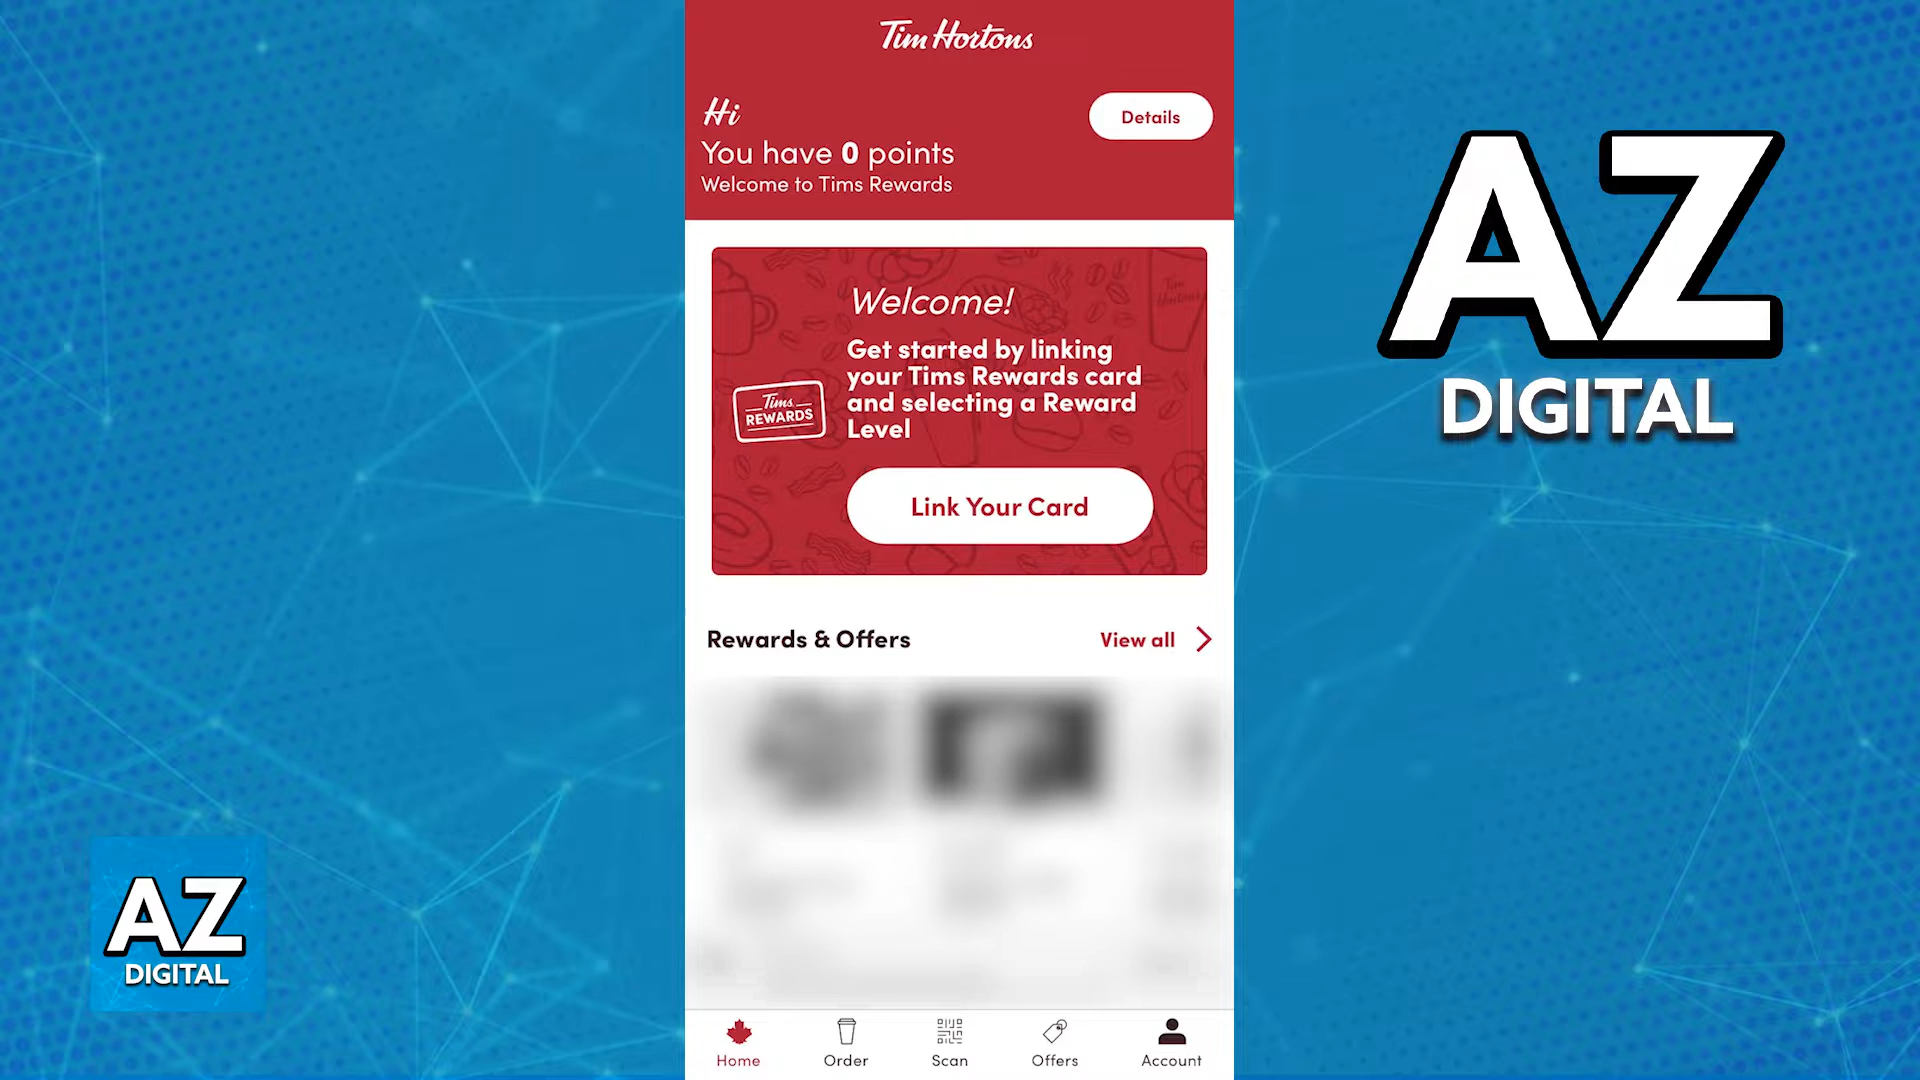 Tim Hortons
Hi
Details
You have 0 points
Welcome to Tims Rewards
Welcome!
Get started by linking
your Tims Rewards card
and selecting a Reward
Level
Tims
REWARDS
Link Your Card
Rewards & Offers
View all
Home
Order
Scan
Offers
Account
AZ
DIGITAL
AZ
DIGITAL
Tim
Hortons